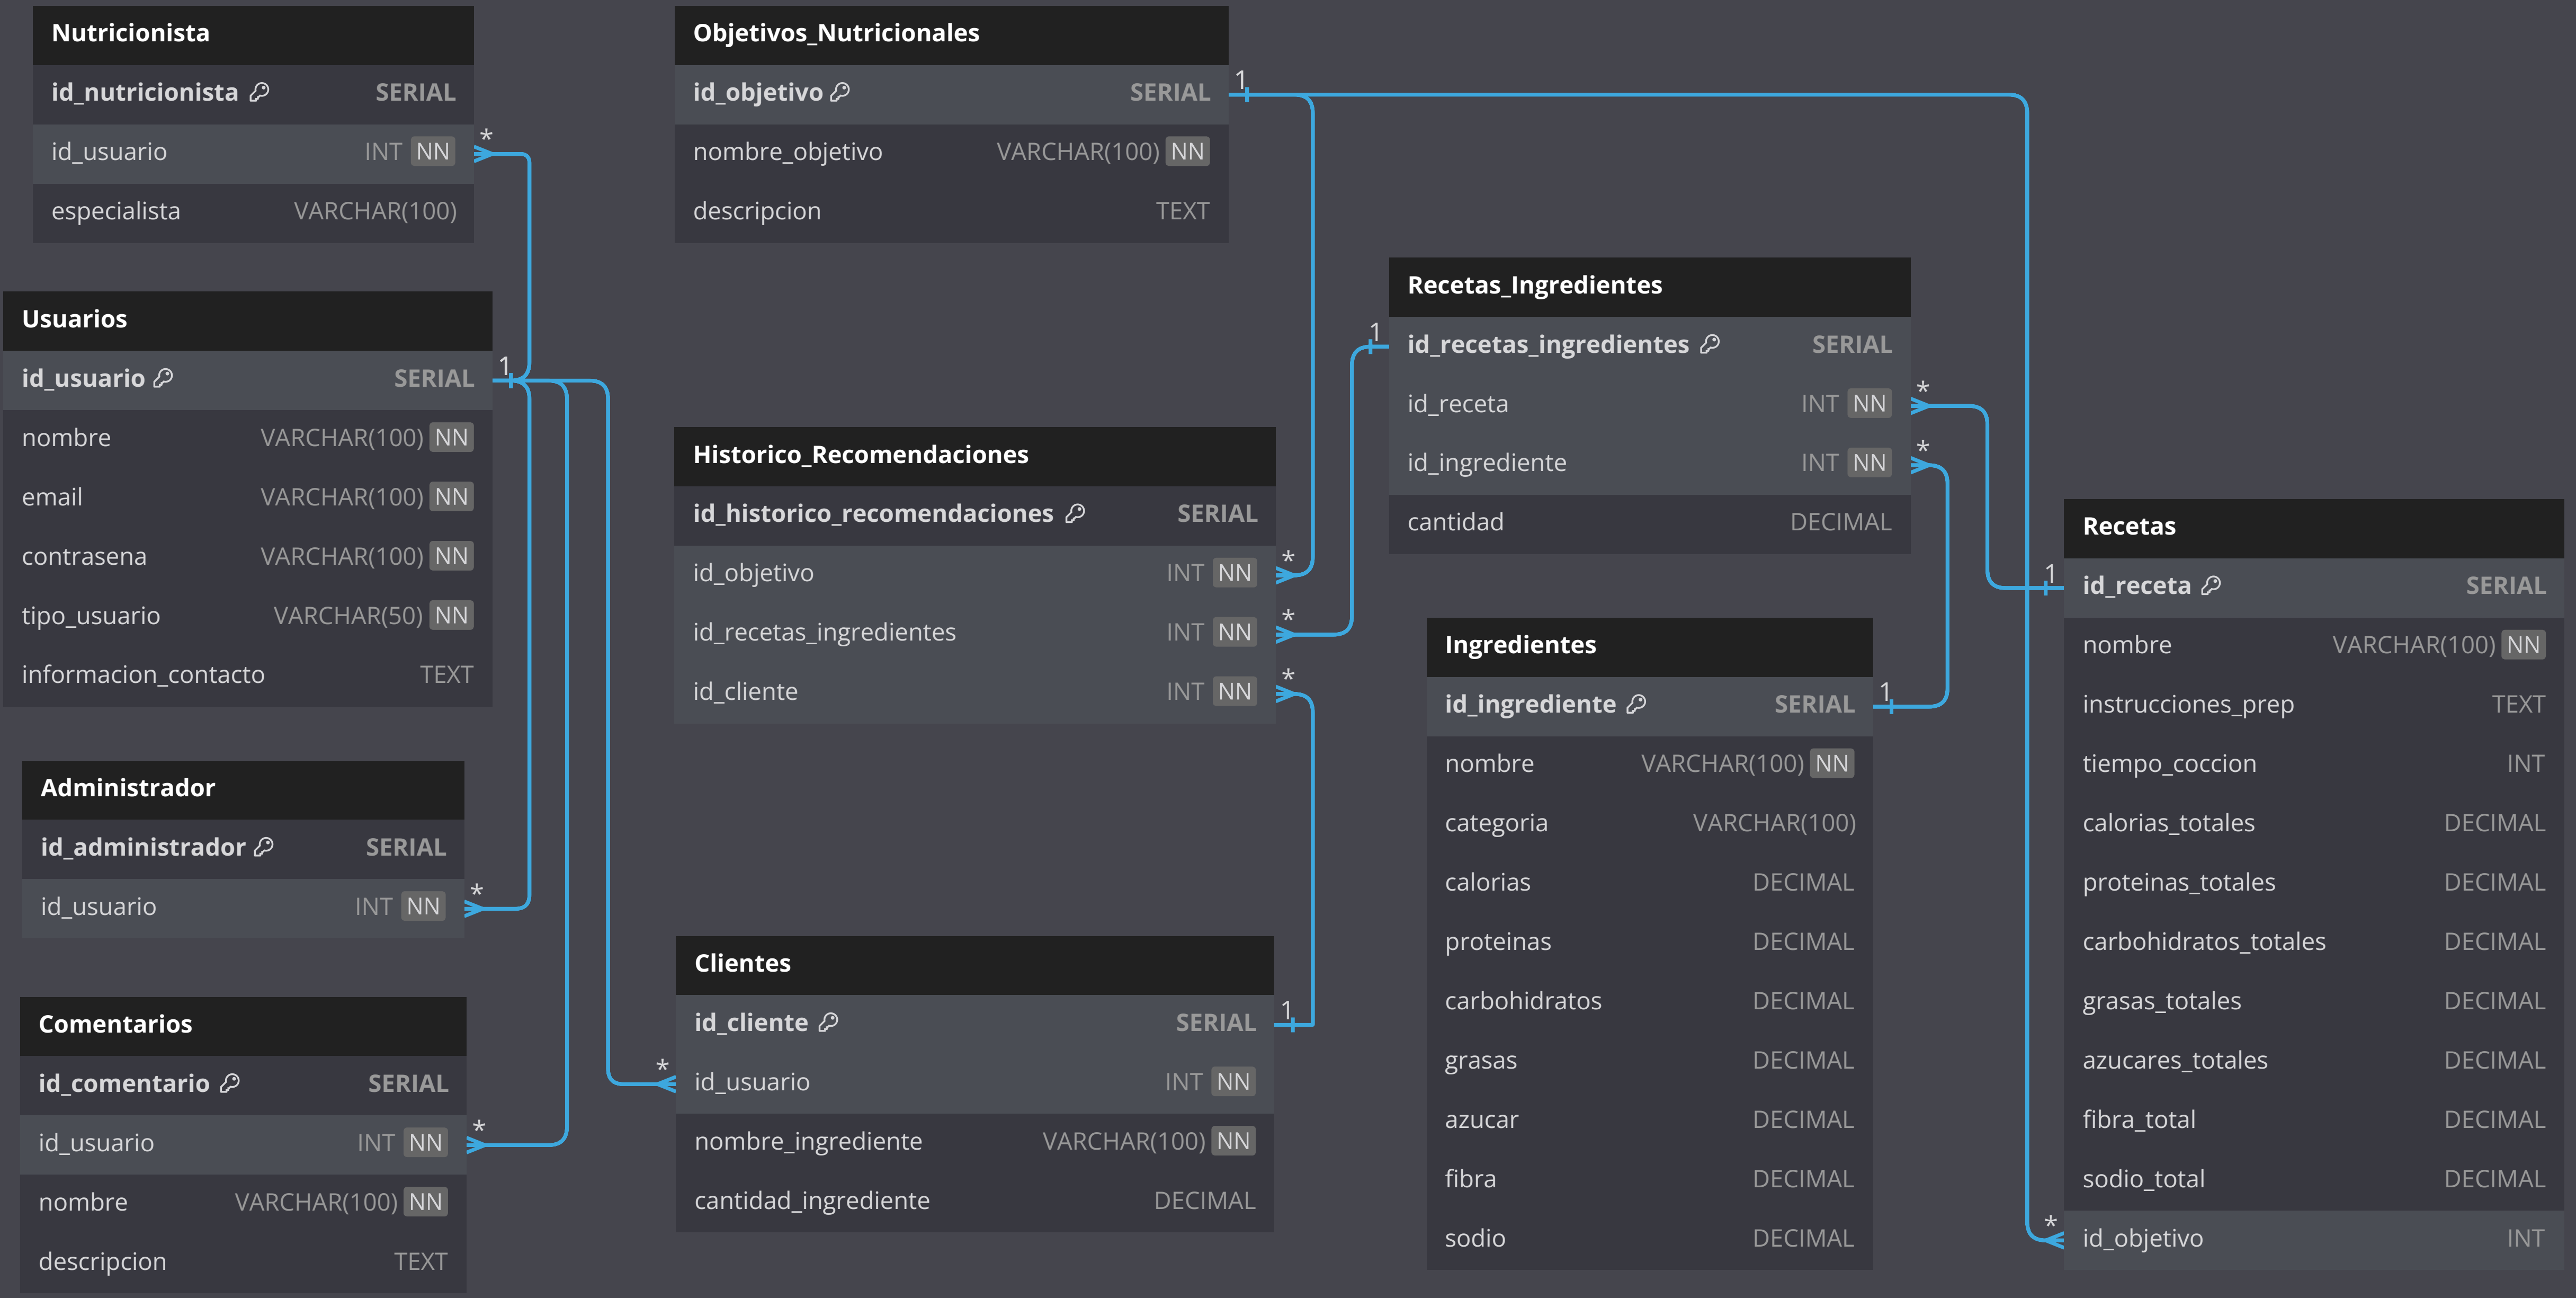 Nutricionista
id_nutricionista SERIAL
id_usuario INT NN
especialista VARCHAR(100)
*
Usuarios
id_usuario SERIAL
1
nombre VARCHAR(100) NN
email VARCHAR(100) NN
contrasena VARCHAR(100) NN
tipo_usuario VARCHAR(50) NN
informacion_contacto TEXT
Administrador
id_administrador SERIAL
id_usuario INT NN
*
Comentarios
id_comentario SERIAL
id_usuario INT NN
*
nombre VARCHAR(100) NN
descripcion TEXT
Objetivos_Nutricionales
id_objetivo SERIAL
1
nombre_objetivo VARCHAR(100) NN
descripcion TEXT
Historico_Recomendaciones
id_historico_recomendaciones SERIAL
id_objetivo INT NN
*
id_recetas_ingredientes INT NN
*
id_cliente INT NN
*
Clientes
id_cliente SERIAL
1
id_usuario INT NN
*
nombre_ingrediente VARCHAR(100) NN
cantidad_ingrediente DECIMAL
Recetas_Ingredientes
id_recetas_ingredientes SERIAL
1
id_receta INT NN
*
id_ingrediente INT NN
*
cantidad DECIMAL
Ingredientes
id_ingrediente SERIAL
1
nombre VARCHAR(100) NN
categoria VARCHAR(100)
calorias DECIMAL
proteinas DECIMAL
carbohidratos DECIMAL
grasas DECIMAL
azucar DECIMAL
fibra DECIMAL
sodio DECIMAL
Recetas
id_receta SERIAL
1
nombre VARCHAR(100) NN
instrucciones_prep TEXT
tiempo_coccion INT
calorias_totales DECIMAL
proteinas_totales DECIMAL
carbohidratos_totales DECIMAL
grasas_totales DECIMAL
azucares_totales DECIMAL
fibra_total DECIMAL
sodio_total DECIMAL
id_objetivo INT
*